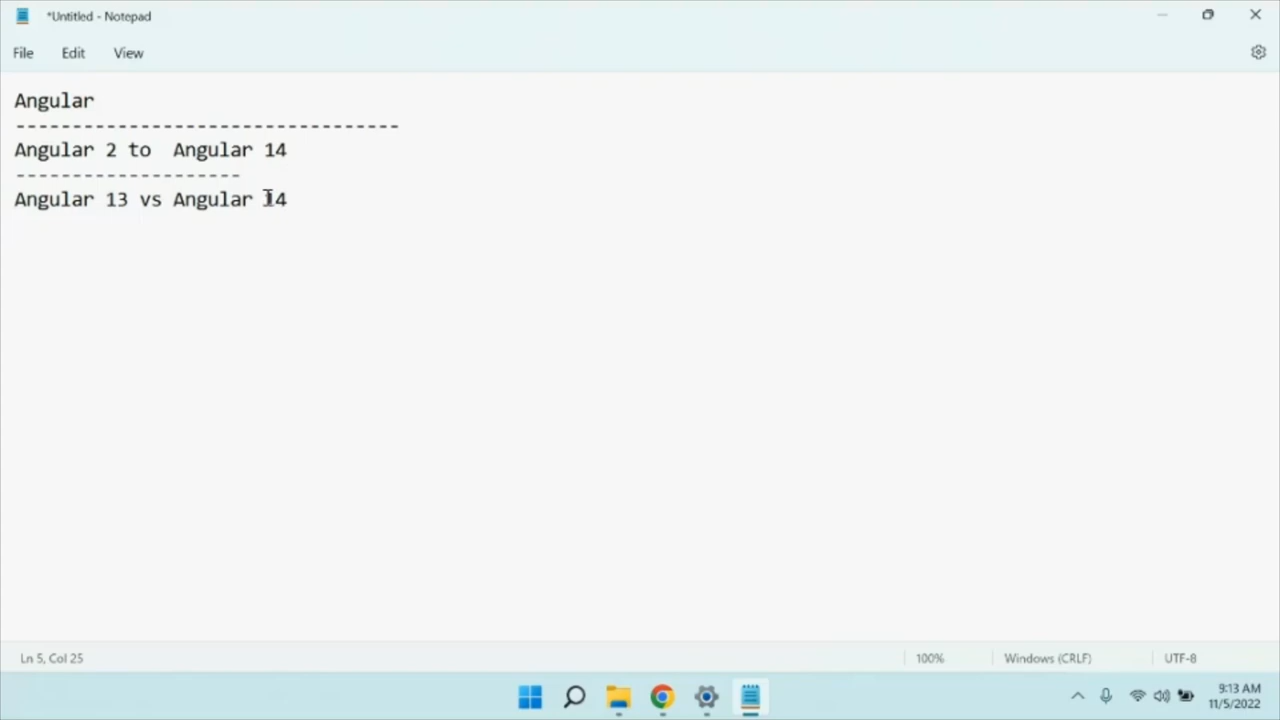 *Untitled - Notepad
File Edit View
Angular
----------------------------------
Angular 2 to  Angular 14
--------------------
Angular 13 vs Angular 14
Ln 5, Col 25 100% Windows (CRLF) UTF-8
9:13 AM
11/5/2022